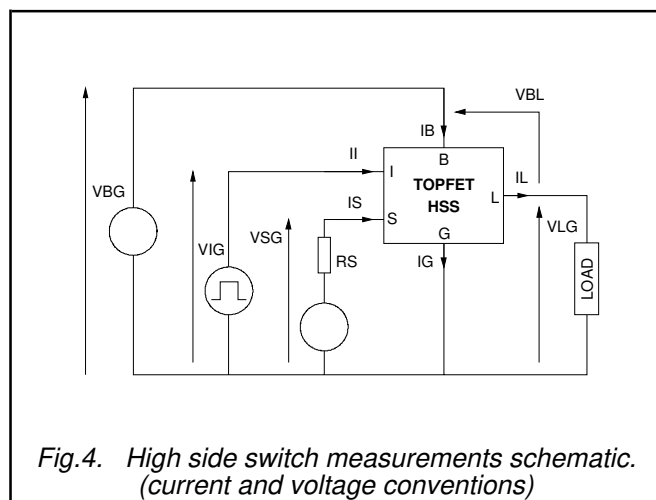 VBL
IB
II
I
B
TOPFET
HSS
L
IL
VBG
VIG
VSG
IS
S
G
VLG
RS
IG
LOAD
Fig.4. High side switch measurements schematic.
(current and voltage conventions)